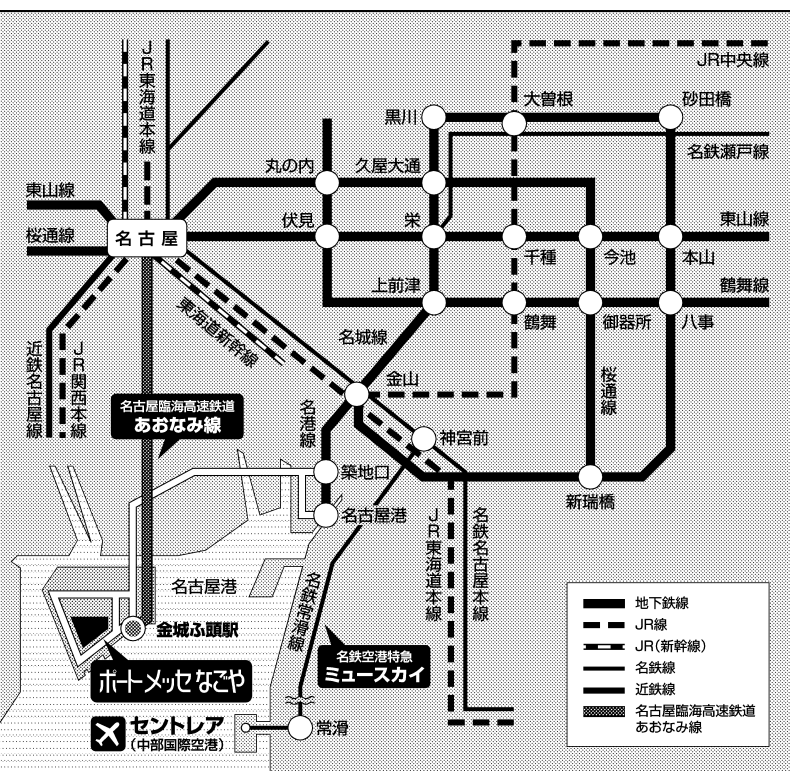 JR東海道本線
JR中央線
大曽根
砂田橋
黒川
名鉄瀬戸線
丸の内
久屋大通
東山線
伏見
栄
東山線
桜通線
名古屋
千種
今池
本山
上前津
鶴舞線
東海道新幹線
鶴舞
御器所
八事
名城線
近鉄名古屋線
JR関西本線
金山
桜通線
名古屋臨海高速鉄道
あおなみ線
名港線
神宮前
築地口
新瑞橋
名古屋港
JR東海道本線
名鉄名古屋本線
名古屋港
名鉄常滑線
金城ふ頭駅
名鉄空港特急
ミュースカイ
ポートメッセなごや
セントレア
(中部国際空港)
常滑
地下鉄線
JR線
JR(新幹線)
名鉄線
近鉄線
名古屋臨海高速鉄道
あおなみ線